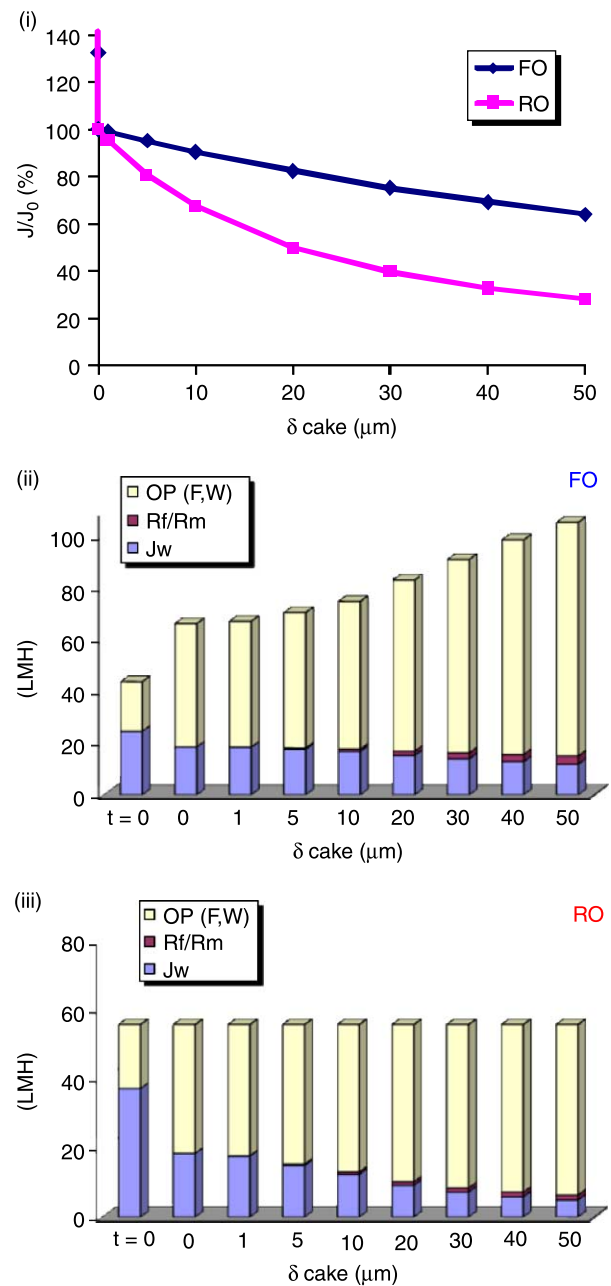 (i)
140
120
100
80
60
40
20
0
J/J0 (%)
FO
RO
0 10 20 30 40 50
δ cake (μm)
(ii)
FO
OP (F,W)
Rf/Rm
Jw
100
80
60
40
20
0
(LMH)
t = 0 0 1 5 10 20 30 40 50
δ cake (μm)
(iii)
RO
OP (F,W)
Rf/Rm
Jw
80
60
40
20
0
(LMH)
t = 0 0 1 5 10 20 30 40 50
δ cake (μm)